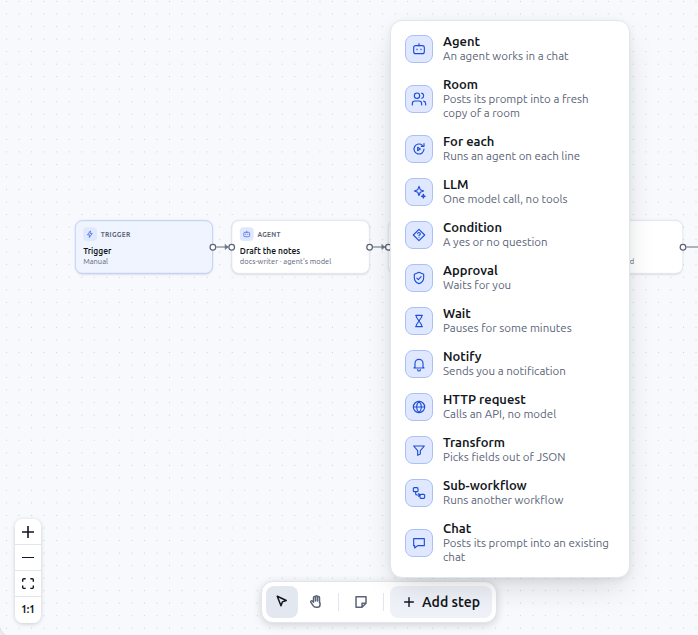 Agent
An agent works in a chat
Room
Posts its prompt into a fresh
copy of a room
For each
Runs an agent on each line
LLM
One model call, no tools
Condition
A yes or no question
Approval
Waits for you
Wait
Pauses for some minutes
Notify
Sends you a notification
HTTP request
Calls an API, no model
Transform
Picks fields out of JSON
Sub-workflow
Runs another workflow
Chat
Posts its prompt into an existing
chat
TRIGGER
Trigger
Manual
AGENT
Draft the notes
docs-writer · agent's model
d
1:1
+ Add step